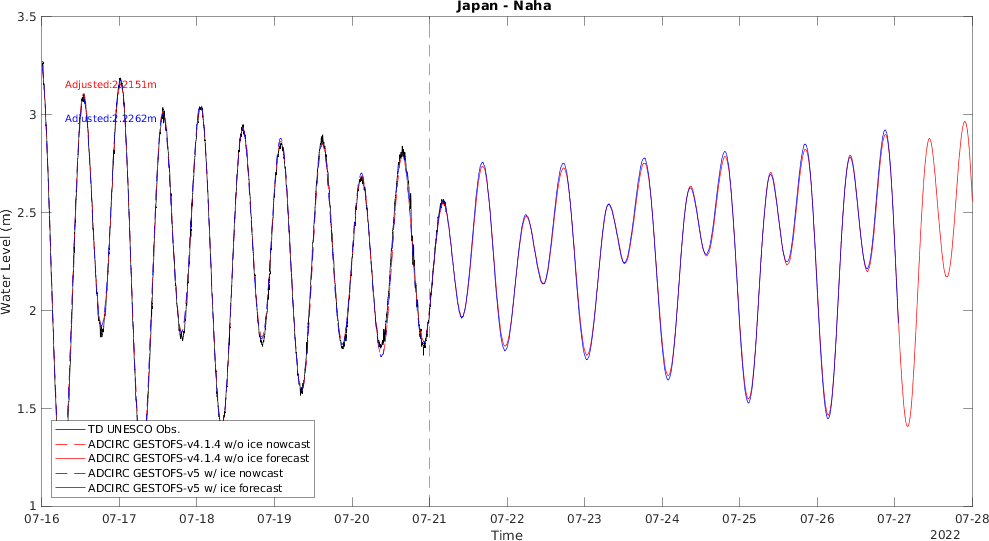 Japan - Naha
3.5
3
2.5
2
1.5
1
Water Level (m)
Adjusted:2.2151m
Adjusted:2.2262m
TD UNESCO Obs.
ADCIRC GESTOFS-v4.1.4 w/o ice nowcast
ADCIRC GESTOFS-v4.1.4 w/o ice forecast
ADCIRC GESTOFS-v5 w/ ice nowcast
ADCIRC GESTOFS-v5 w/ ice forecast
07-16 07-17 07-18 07-19 07-20 07-21 07-22 07-23 07-24 07-25 07-26 07-27 07-28
Time
2022